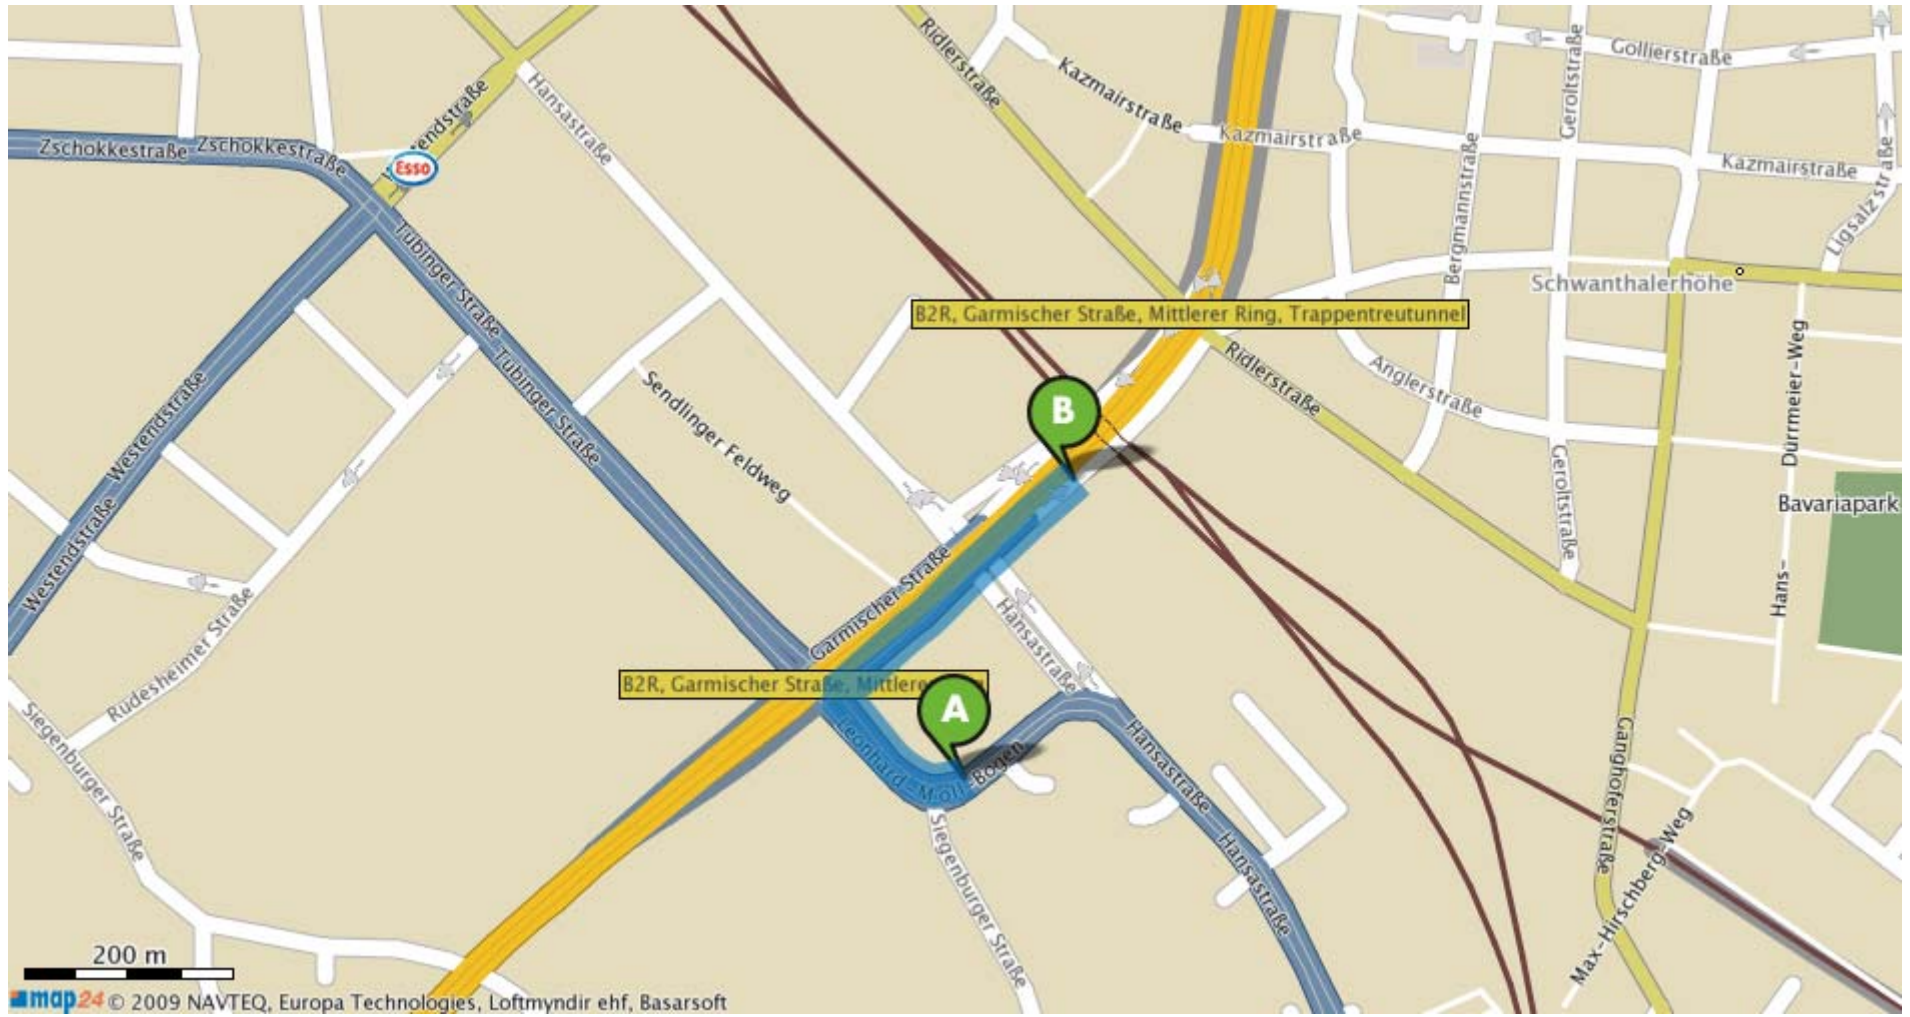 Ridlerstraße
Gollierstraße
Geroltstraße
Kazmairstraße
Kazmairstraße
Kazmairstraße
Hansastraße
Zschokkestraße
Zschokkestraße
Esso
Bergmannstraße
Ligsalzstraße
Tübinger Straße
Schwanthalerhöhe
B2R, Garmischer Straße, Mittlerer Ring, Trappentreutunnel
Tübinger Straße
Ridlerstraße
Anglerstraße
Dürrmeier-Weg
Westendstraße
Sendlinger Feldweg
B
Geroltstraße
Bavariapark
Westendstraße
Garmischer Straße
Hans-
Hansastraße
Rüdesheimer Straße
B2R, Garmischer Straße,
A
Siegenburger Straße
Leonhard-Moll-Bogen
Hansastraße
Ganghoferstraße
Siegenburger Straße
Hansastraße
Max-Hirschberg-Weg
200 m
map24 © 2009 NAVTEQ, Europa Technologies, Loftmyndir ehf, Basarsoft